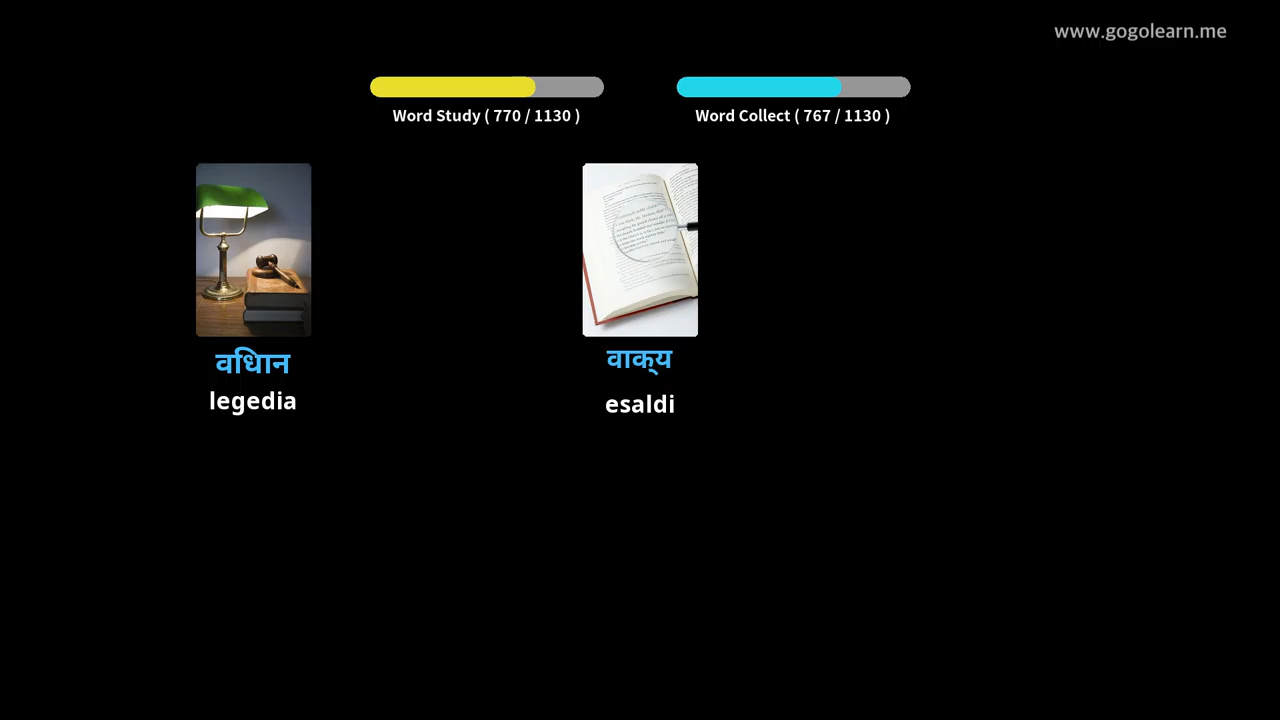 www.gogolearn.me
Word Study ( 770 / 1130 )
Word Collect ( 767 / 1130 )
वधिान
वाक्य
legedia
esaldi